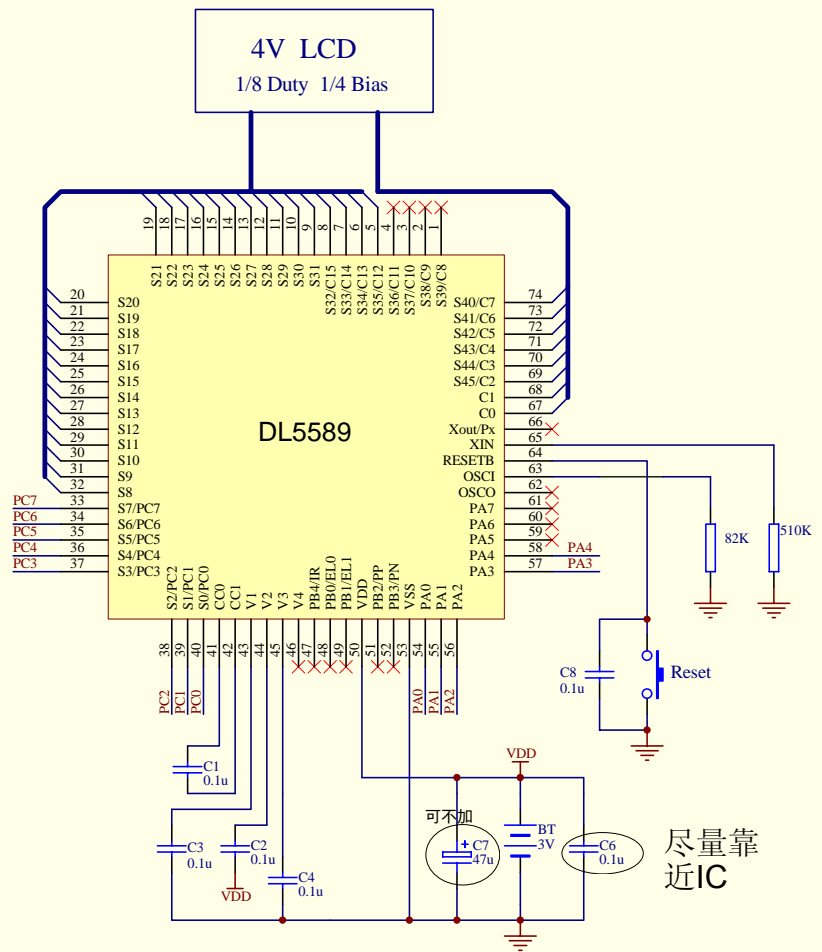 4V LCD
1/8 Duty 1/4 Bias
19
18
17
16
15
14
13
12
11
10
9
8
7
6
5
4
3
2
1
S21
S22
S23
S24
S25
S26
S27
S28
S29
S30
S31
S32/C15
S33/C14
S34/C13
S35/C12
S36/C11
S37/C10
S38/C9
S39/C8
20 S20
21 S19
22 S18
23 S17
24 S16
25 S15
26 S14
27 S13
28 S12
29 S11
30 S10
31 S9
32 S8
PC7 33 S7/PC7
PC6 34 S6/PC6
PC5 35 S5/PC5
PC4 36 S4/PC4
PC3 37 S3/PC3
DL5589
S40/C7 74
S41/C6 73
S42/C5 72
S43/C4 71
S44/C3 70
S45/C2 69
C1 68
C0 67
Xout/Px 66
XIN 65
RESETB 64
OSCI 63
OSCO 62
PA7 61
PA6 60
PA5 59
PA4 58 PA4
PA3 57 PA3
82K
510K
S2/PC2
S1/PC1
S0/PC0
CC0
CC1
V1
V2
V3
V4
PB4/IR
PB0/EL0
PB1/EL1
VDD
PB2/PP
PB3/PN
VSS
PA0
PA1
PA2
38
39
40
41
42
43
44
45
46
47
48
49
50
51
52
53
54
55
56
PC2
PC1
PC0
PA0
PA1
PA2
C8
0.1u
Reset
C1
0.1u
C3
0.1u
C2
0.1u
VDD
C4
0.1u
VDD
可不加
+
C7
47u
BT
3V
C6
0.1u
尽量靠
近IC